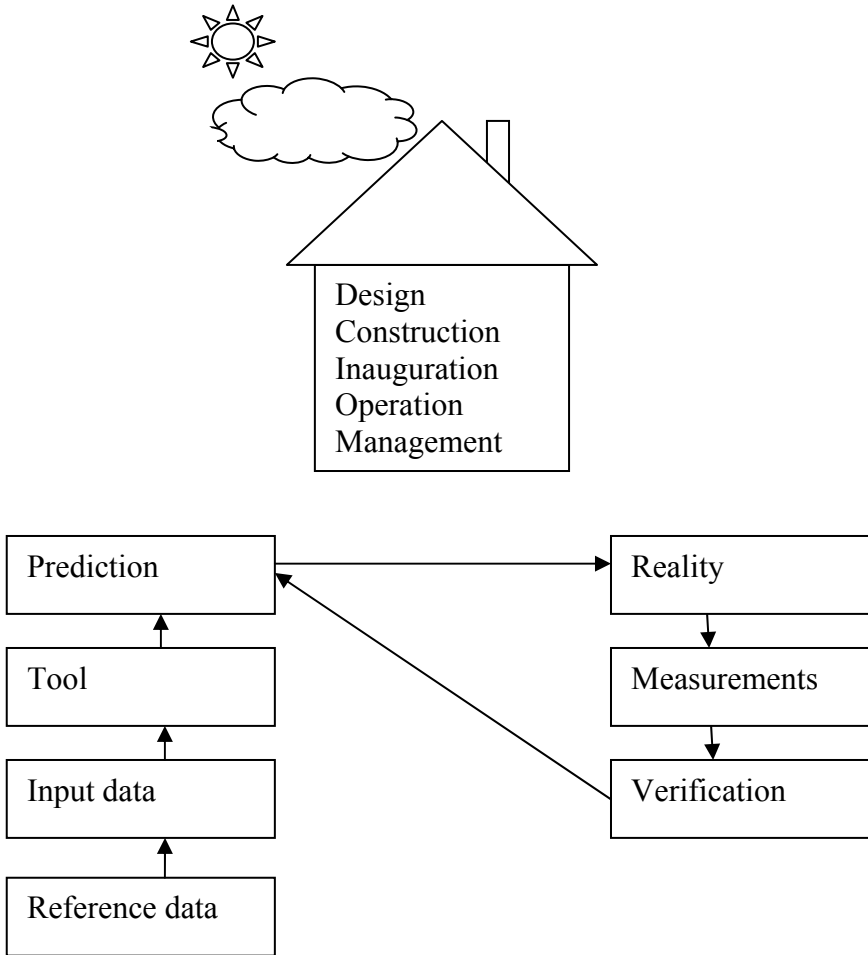 Design
Construction
Inauguration
Operation
Management
Prediction
Reality
Tool
Measurements
Input data
Verification
Reference data